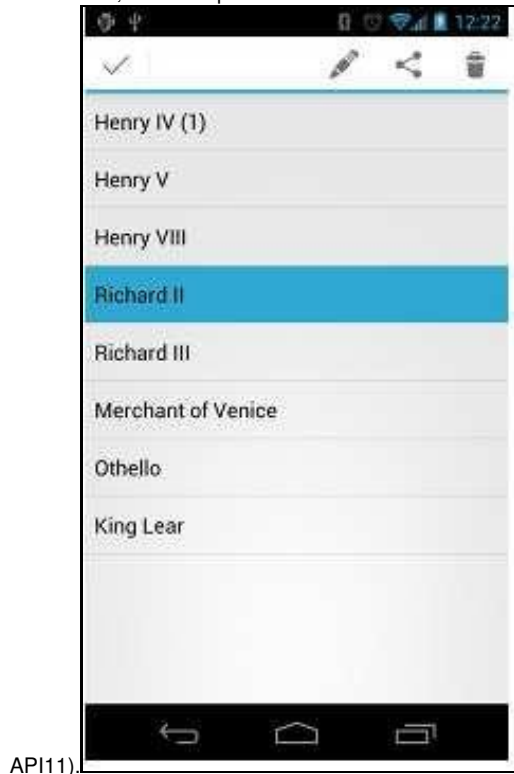 12:22
Henry IV (1)
Henry V
Henry VIII
Richard II
Richard III
Merchant of Venice
Othello
King Lear
API11).